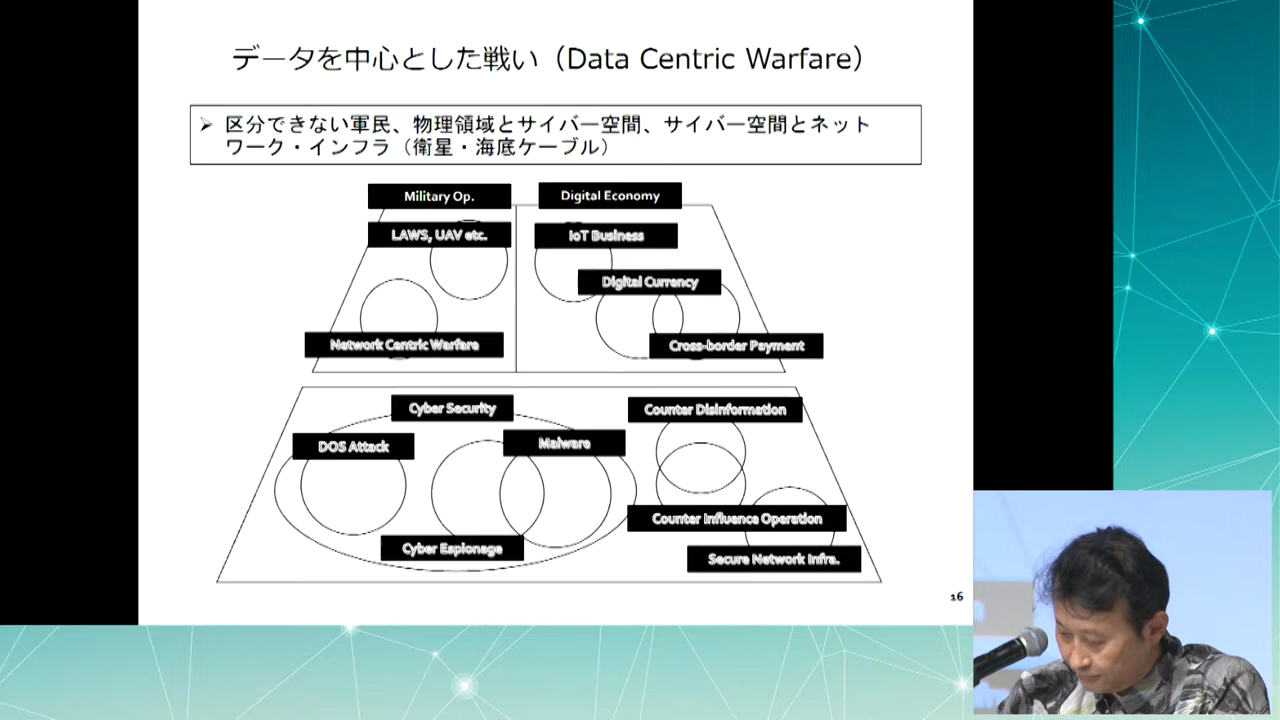 データを中心とした戦い（Data Centric Warfare）
➢ 区分できない軍民、物理領域とサイバー空間、サイバー空間とネット
ワーク・インフラ（衛星・海底ケーブル）
Military Op.
Digital Economy
LAWS, UAV etc.
IoT Business
Digital Currency
Network Centric Warfare
Cross-border Payment
Cyber Security
Counter Disinformation
DOS Attack
Malware
Counter Influence Operation
Cyber Espionage
Secure Network Infra.
16